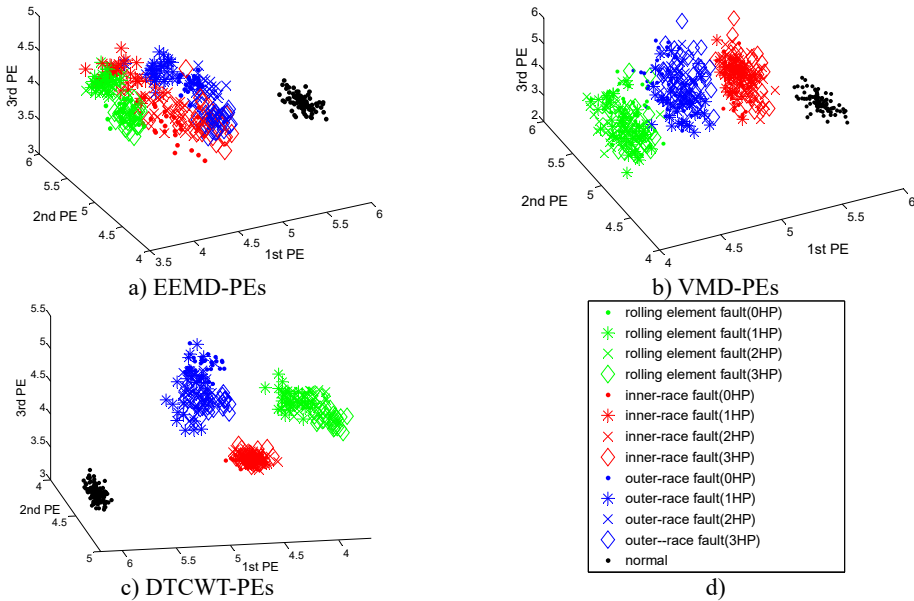 5
4.5
4
3.5
3
3rd PE
6
5.5
5
4.5
4
2nd PE
3.5
4
4.5
5
5.5
6
1st PE
a) EEMD-PEs
6
5
4
3
2
3rd PE
6
5.5
5
4.5
4
2nd PE
4
4.5
5
5.5
6
1st PE
b) VMD-PEs
5.5
5
4.5
4
3.5
3
3rd PE
4
4.5
5
2nd PE
6
5.5
5
4.5
4
1st PE
c) DTCWT-PEs
rolling element fault(0HP)
rolling element fault(1HP)
rolling element fault(2HP)
rolling element fault(3HP)
inner-race fault(0HP)
inner-race fault(1HP)
inner-race fault(2HP)
inner-race fault(3HP)
outer-race fault(0HP)
outer-race fault(1HP)
outer-race fault(2HP)
outer--race fault(3HP)
normal
d)